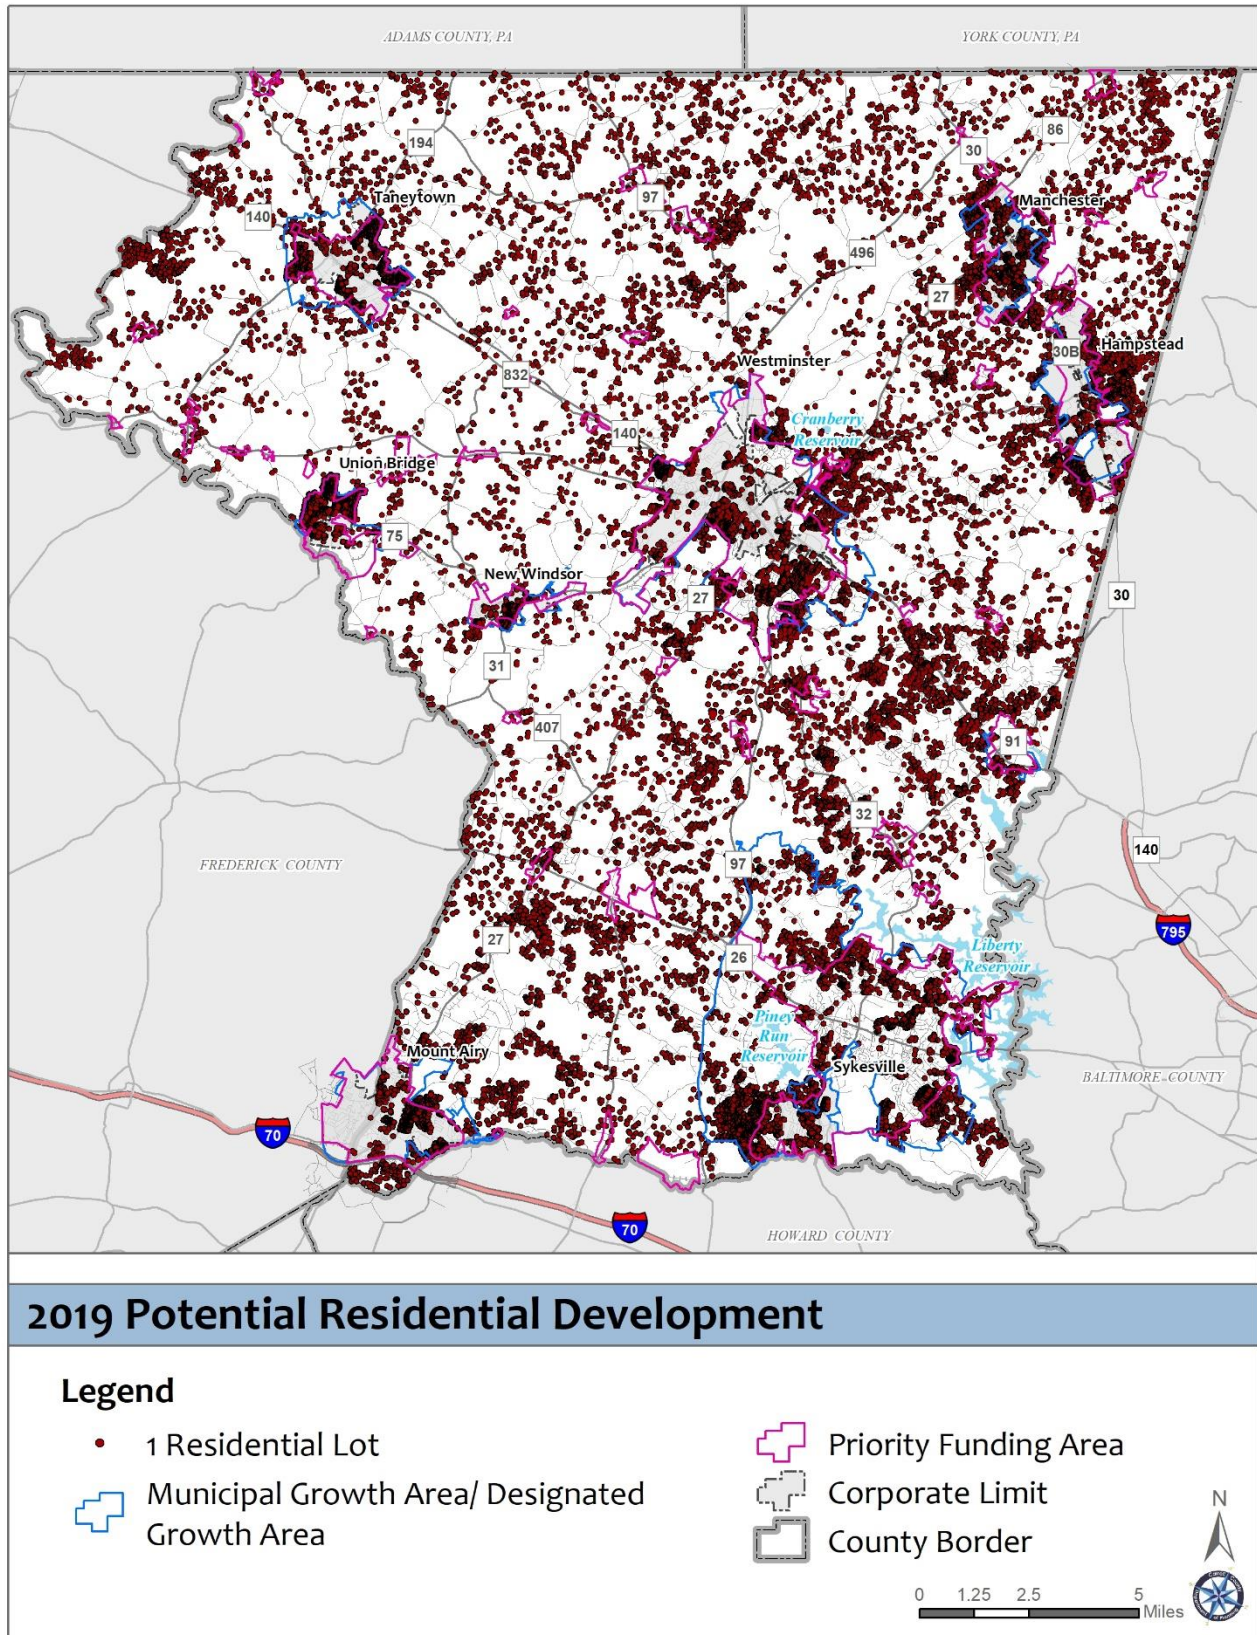 ADAMS COUNTY, PA
YORK COUNTY, PA
86
194
30
Taneytown
97
Manchester
140
496
27
30B
Hampstead
Westminster
832
Cranberry
Reservoir
140
Union Bridge
75
New Windsor
27
30
31
407
91
32
97
140
FREDERICK COUNTY
795
27
26
Liberty
Reservoir
Piney
Run
Reservoir
Mount Airy
Sykesville
BALTIMORE COUNTY
70
70
HOWARD COUNTY
2019 Potential Residential Development
Legend
1 Residential Lot
Municipal Growth Area/ Designated
Growth Area
Priority Funding Area
Corporate Limit
County Border
N
0 1.25 2.5 5
Miles